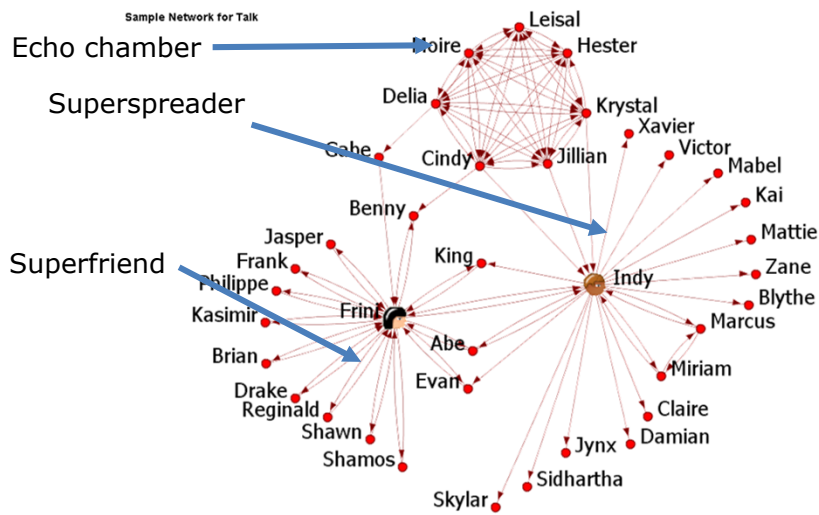 Sample Network for Talk
Leisal
Echo chamber
Moire
Hester
Delia
Superspreader
Krystal
Xavier
Gabe
Cindy
Jillian
Victor
Mabel
Kai
Benny
Jasper
Mattie
King
Frank
Superfriend
Zane
Indy
Philippe
Blythe
Kasimir
Marcus
Abe
Brian
Miriam
Evan
Drake
Reginald
Claire
Shawn
Damian
Jynx
Shamos
Sidhartha
Skylar